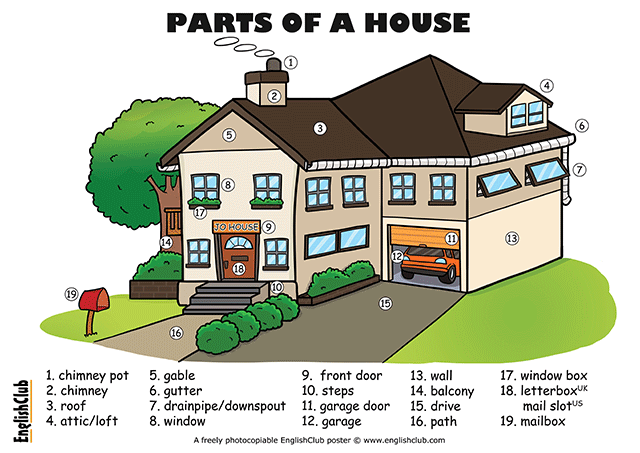 PARTS OF A HOUSE
1
2
3
4
5
6
7
8
17
JO HOUSE
9
18
14
10
11
12
13
15
16
19
1. chimney pot
2. chimney
3. roof
4. attic/loft
5. gable
6. gutter
7. drainpipe/downspout
8. window
9. front door
10. steps
11. garage door
12. garage
13. wall
14. balcony
15. drive
16. path
17. window box
18. letterboxUK
mail slotUS
19. mailbox
EnglishClub
A freely photocopiable EnglishClub poster © www.englishclub.com